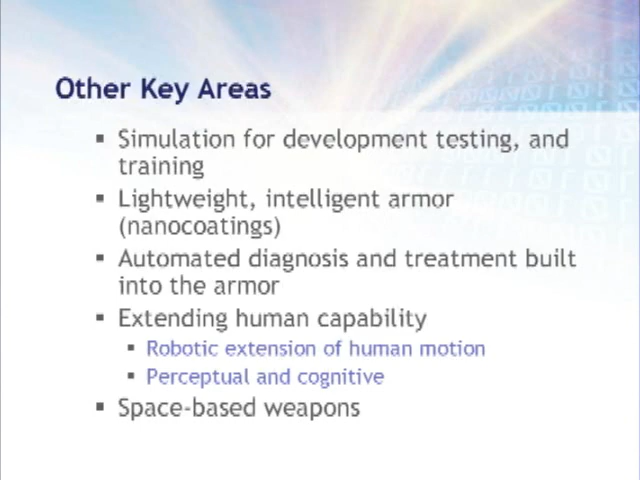 Other Key Areas
▪ Simulation for development testing, and
training
▪ Lightweight, intelligent armor
(nanocoatings)
▪ Automated diagnosis and treatment built
into the armor
▪ Extending human capability
▪ Robotic extension of human motion
▪ Perceptual and cognitive
▪ Space-based weapons